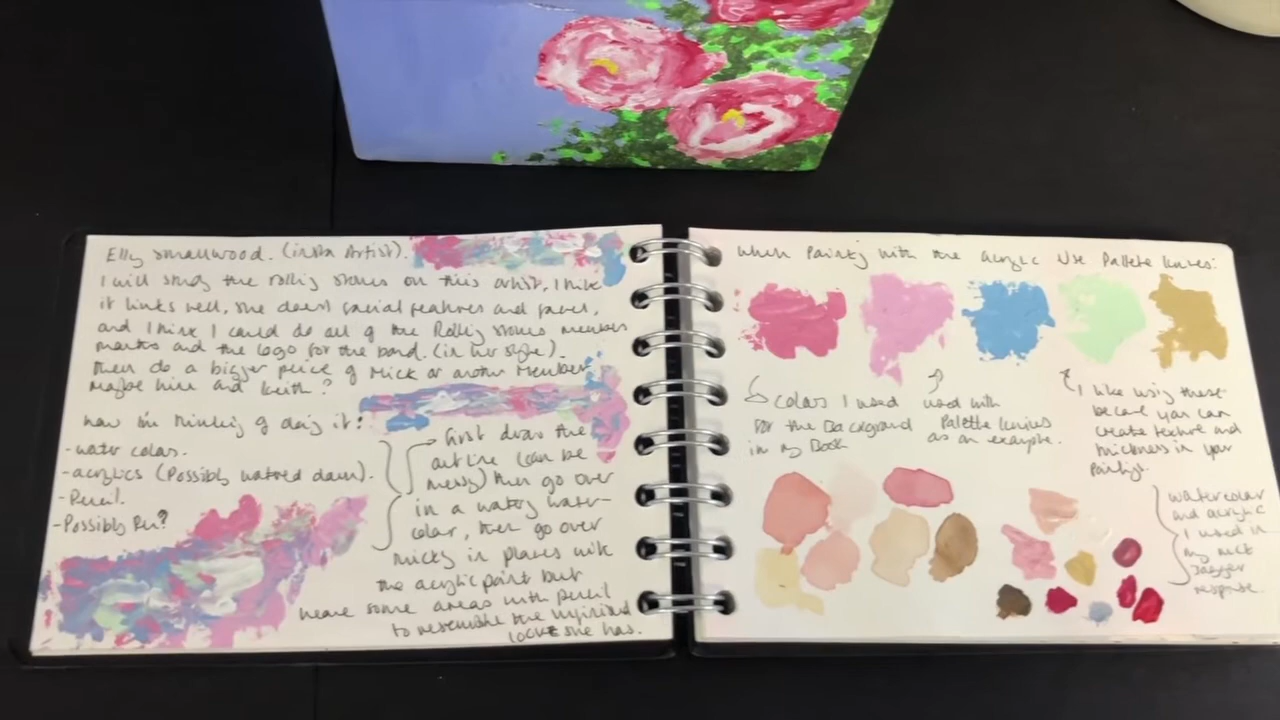 Elly Smallwood. (insta Artist).
I will study the rolling stones on this artist, I think
it links well, she does facial features and faces,
and I think I could do all of the Rolling stones members
and the logo for the band. (in her style).
then do a bigger piece of Mick or another Member
maybe him and Keith?
how I'm thinking of doing it:
- water colar.
- acrylics (Possibly watered down).
- Pencil.
- Possibly Pen?
first draw the
outline (can be
messy) then go over
in a watery water-
colar, then go over
thickly in places with
the acrylic paint but
leave some areas with pencil
to resemble the unfinished
look she has.
when Painting with the acrylic use Pallete knives:
colars I used
for the Background
in my Book
used with
Palette knives
as an example.
I like using these
because you can
create texture and
thickness in your
paintings.
watercolar
and acrylic
I used in
my mick
Jagger
response.